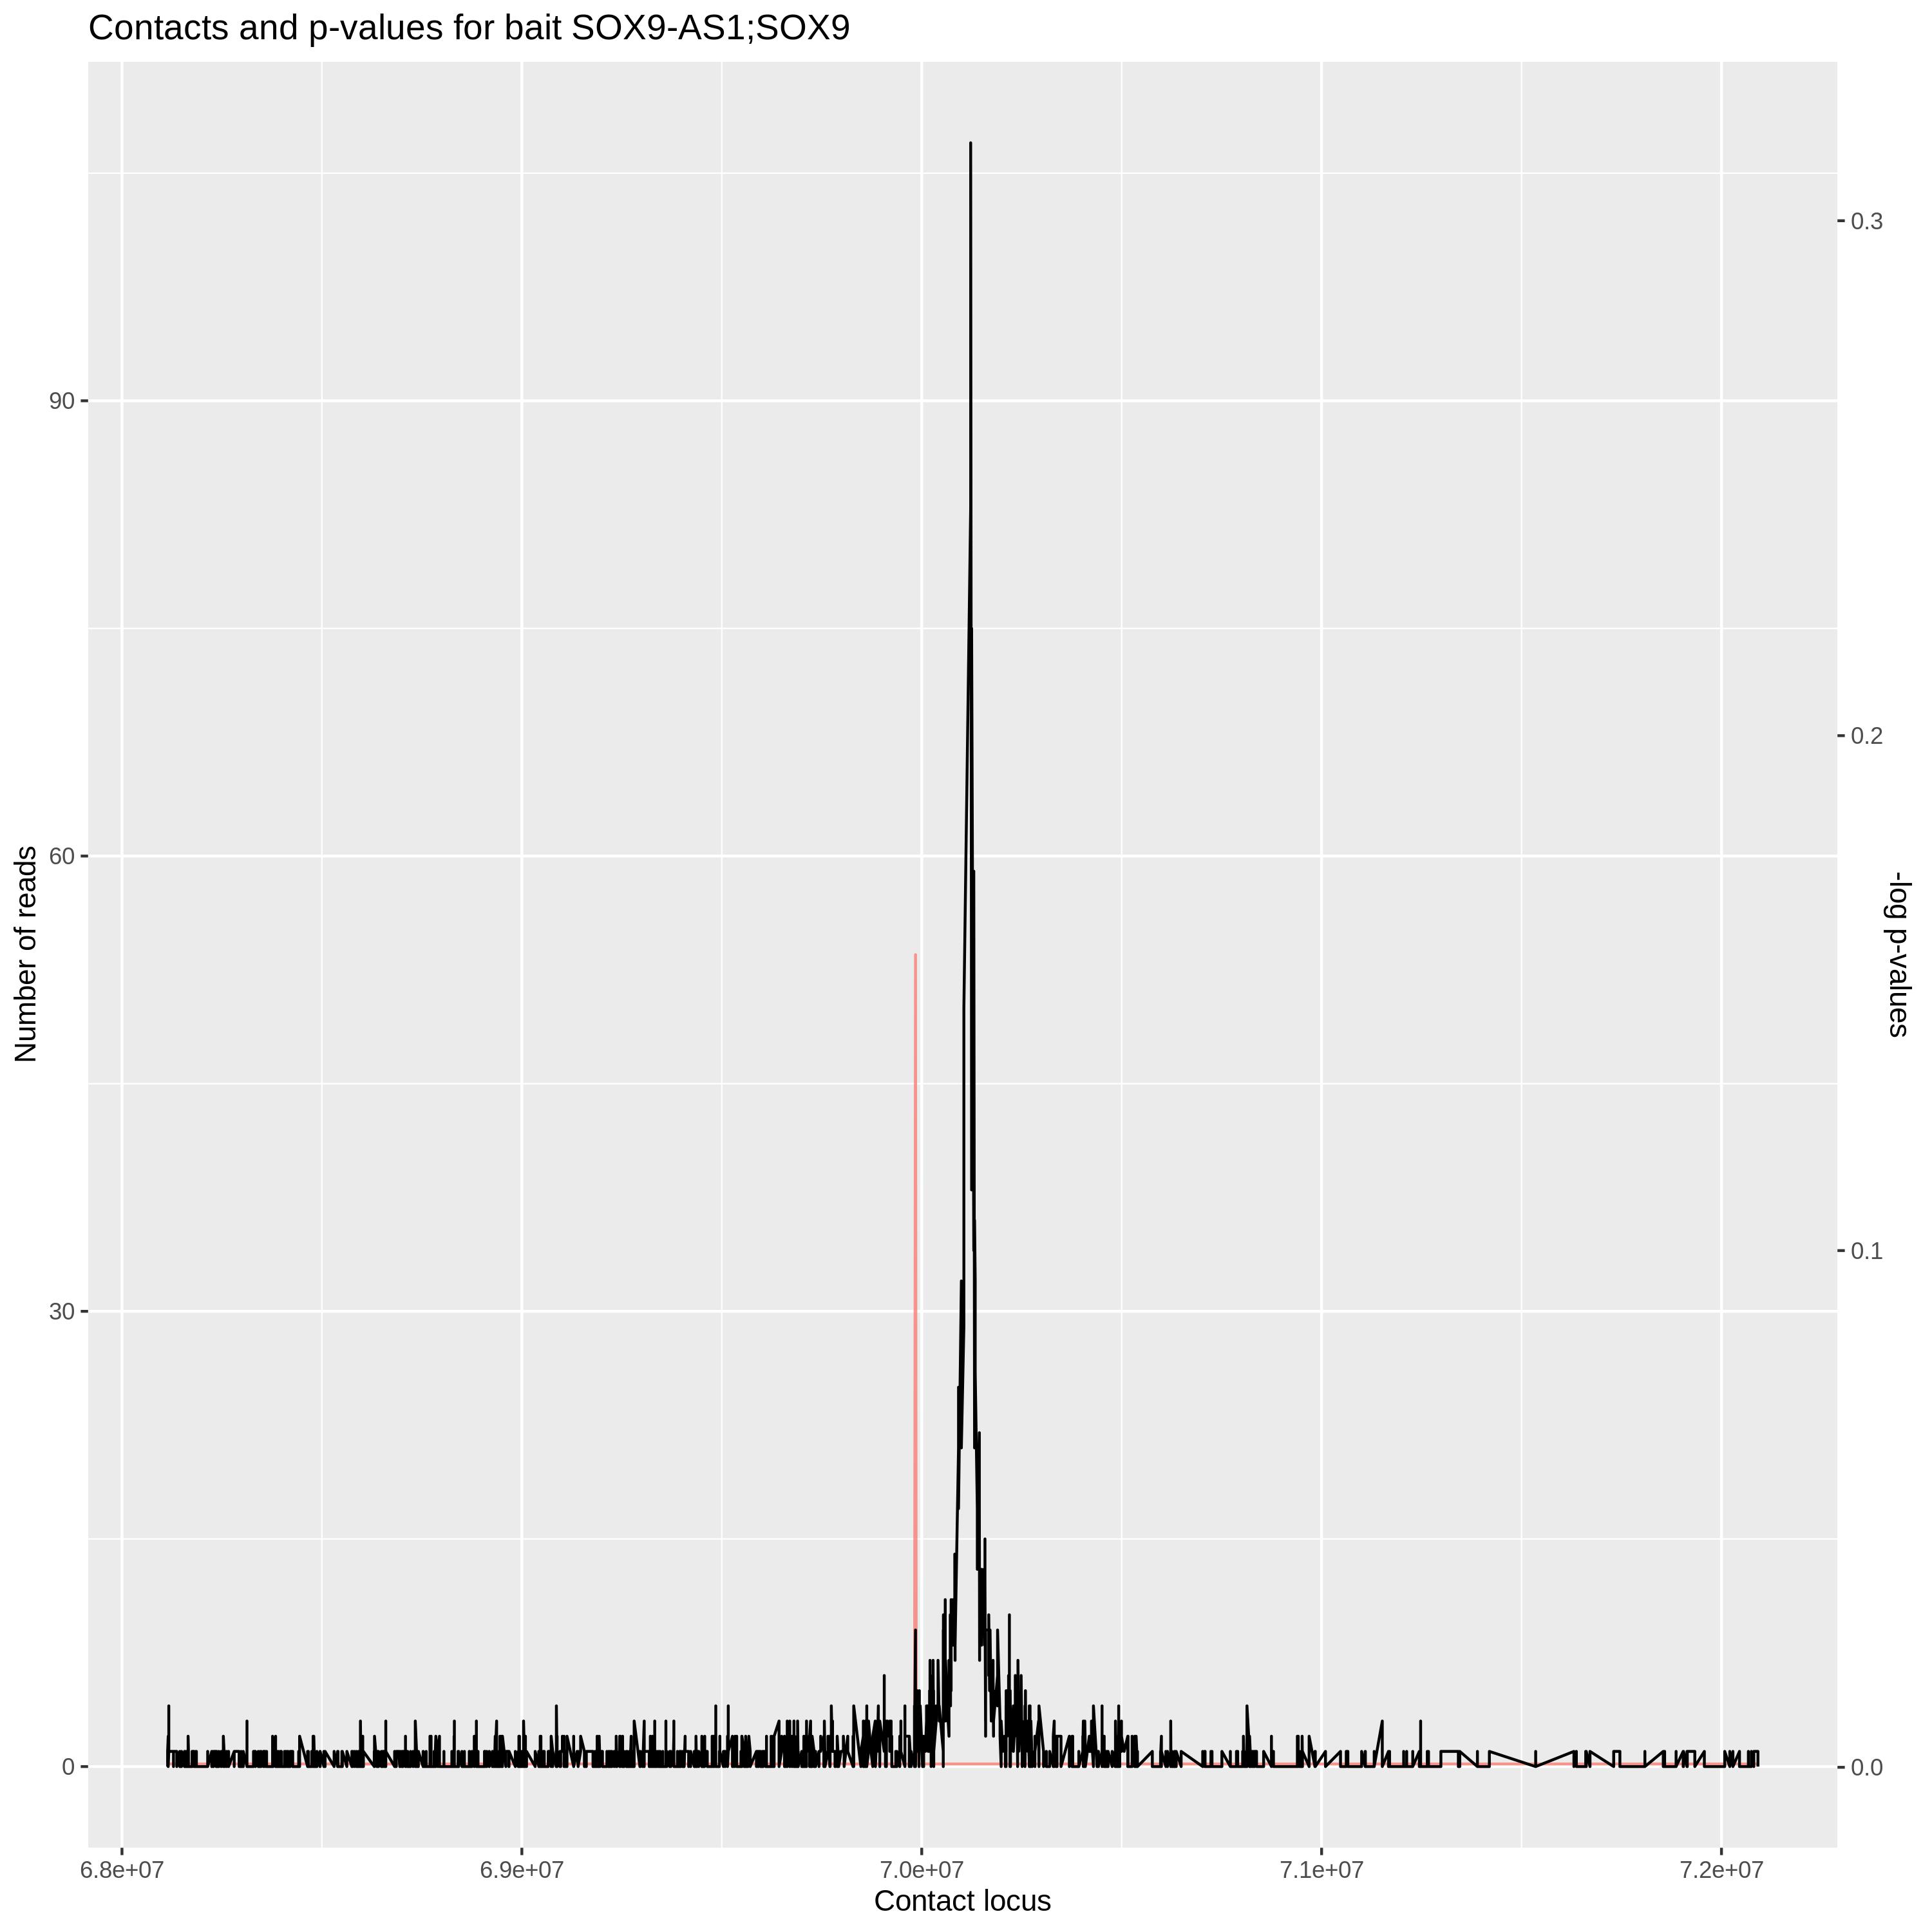 Contacts and p-values for bait SOX9-AS1;SOX9
Number of reads
90
60
30
0
0.3
0.2
0.1
0.0
-log p-values
6.8e+07 6.9e+07 7.0e+07 7.1e+07 7.2e+07
Contact locus